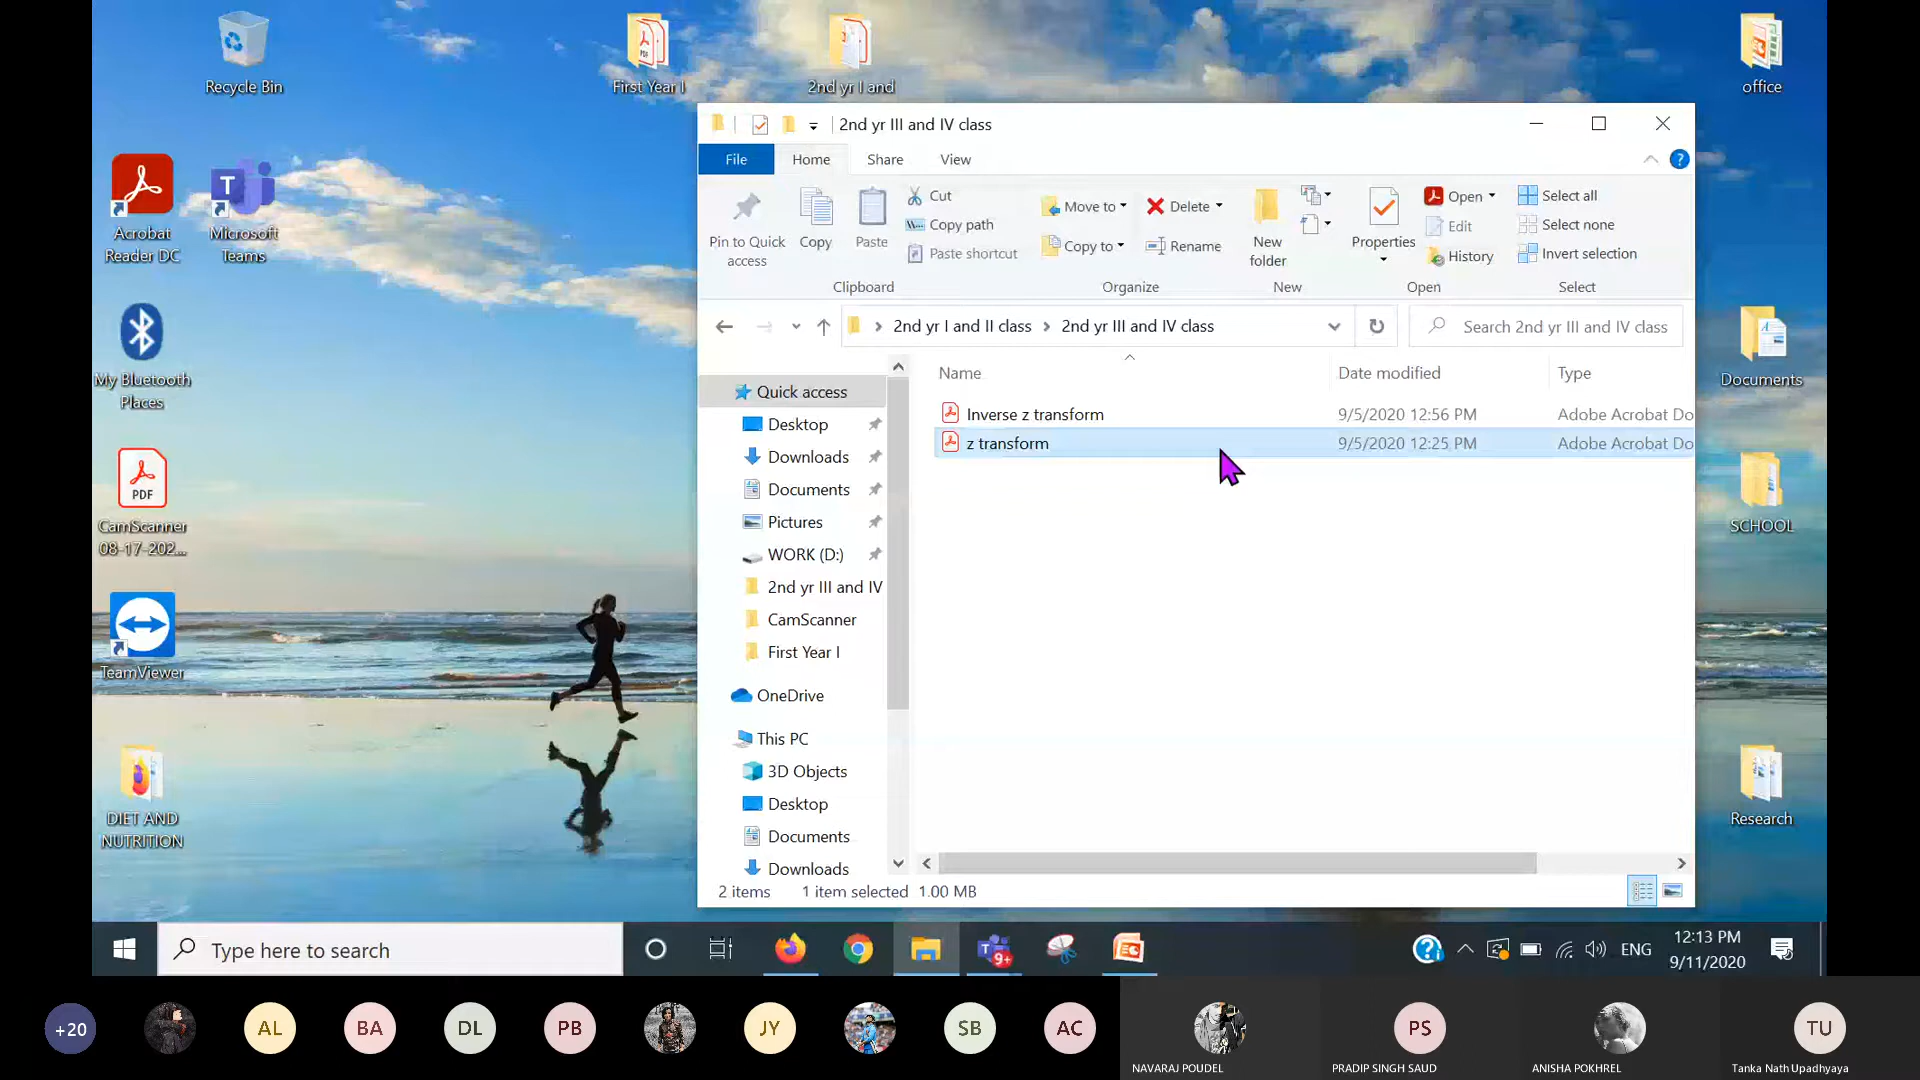 Recycle Bin
First Year I
2nd yr I and
office
Acrobat
Reader DC
Microsoft
Teams
My Bluetooth
Places
PDF
CamScanner
08-17-202...
TeamViewer
DIET AND
NUTRITION
Documents
SCHOOL
Research
2nd yr III and IV class
File
Home
Share
View
Pin to Quick
access
Copy
Paste
Cut
Copy path
Paste shortcut
Clipboard
Move to
Copy to
Delete
Rename
Organize
New
folder
New
Properties
Open
Edit
History
Open
Select all
Select none
Invert selection
Select
2nd yr I and II class
2nd yr III and IV class
Search 2nd yr III and IV class
Name
Date modified
Type
Inverse z transform
9/5/2020 12:56 PM
Adobe Acrobat Do
z transform
9/5/2020 12:25 PM
Adobe Acrobat Do
Quick access
Desktop
Downloads
Documents
Pictures
WORK (D:)
2nd yr III and IV
CamScanner
First Year I
OneDrive
This PC
3D Objects
Desktop
Documents
Downloads
2 items
1 item selected
1.00 MB
Type here to search
9+
ENG
12:13 PM
9/11/2020
+20
AL
BA
DL
PB
JY
SB
AC
NAVARAJ POUDEL
PS
PRADIP SINGH SAUD
ANISHA POKHREL
TU
Tanka Nath Upadhyaya